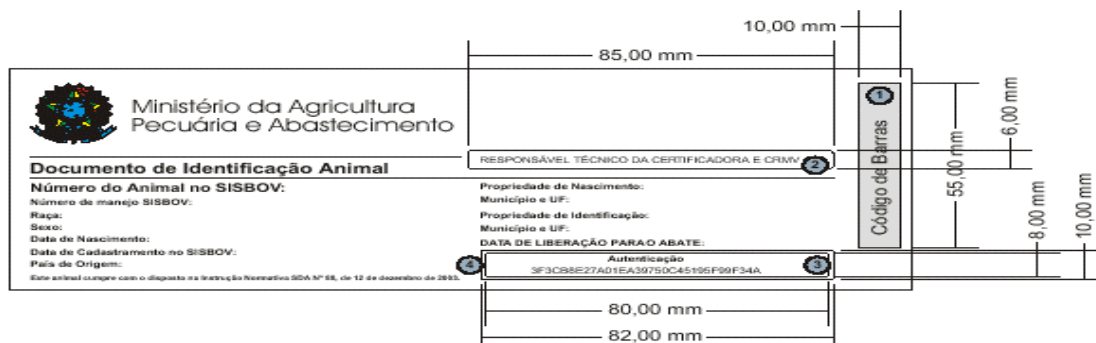 10,00 mm
85,00 mm
Ministério da Agricultura
Pecuária e Abastecimento
1
6,00 mm
RESPONSÁVEL TÉCNICO DA CERTIFICADORA E CRMV
2
Documento de Identificação Animal
Código de Barras
55,00 mm
Número do Animal no SISBOV:
Número de manejo SISBOV:
Raça:
Sexo:
Data de Nascimento:
Data de Cadastramento no SISBOV:
País de Origem:
Este animal cumpre com o disposto na Instrução Normativa SDA Nº 88, de 12 de dezembro de 2003.
Propriedade de Nascimento:
Município e UF:
Propriedade de Identificação:
Município e UF:
DATA DE LIBERAÇÃO PARAO ABATE:
8,00 mm
10,00 mm
4
Autenticação
3F3CB8E27A01EA39750C45195F99F34A
3
80,00 mm
82,00 mm